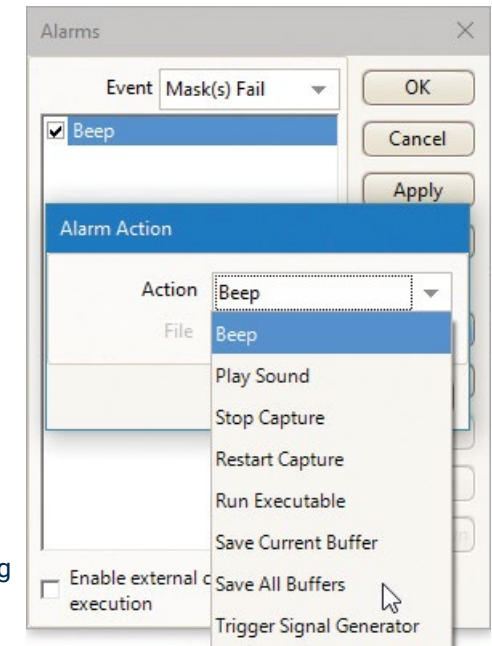 Alarms
Event Mask(s) Fail
OK
Beep
Cancel
Apply
Alarm Action
Action Beep
File
Beep
Play Sound
Stop Capture
Restart Capture
Run Executable
Save Current Buffer
Save All Buffers
Trigger Signal Generator
g
Enable external
execution